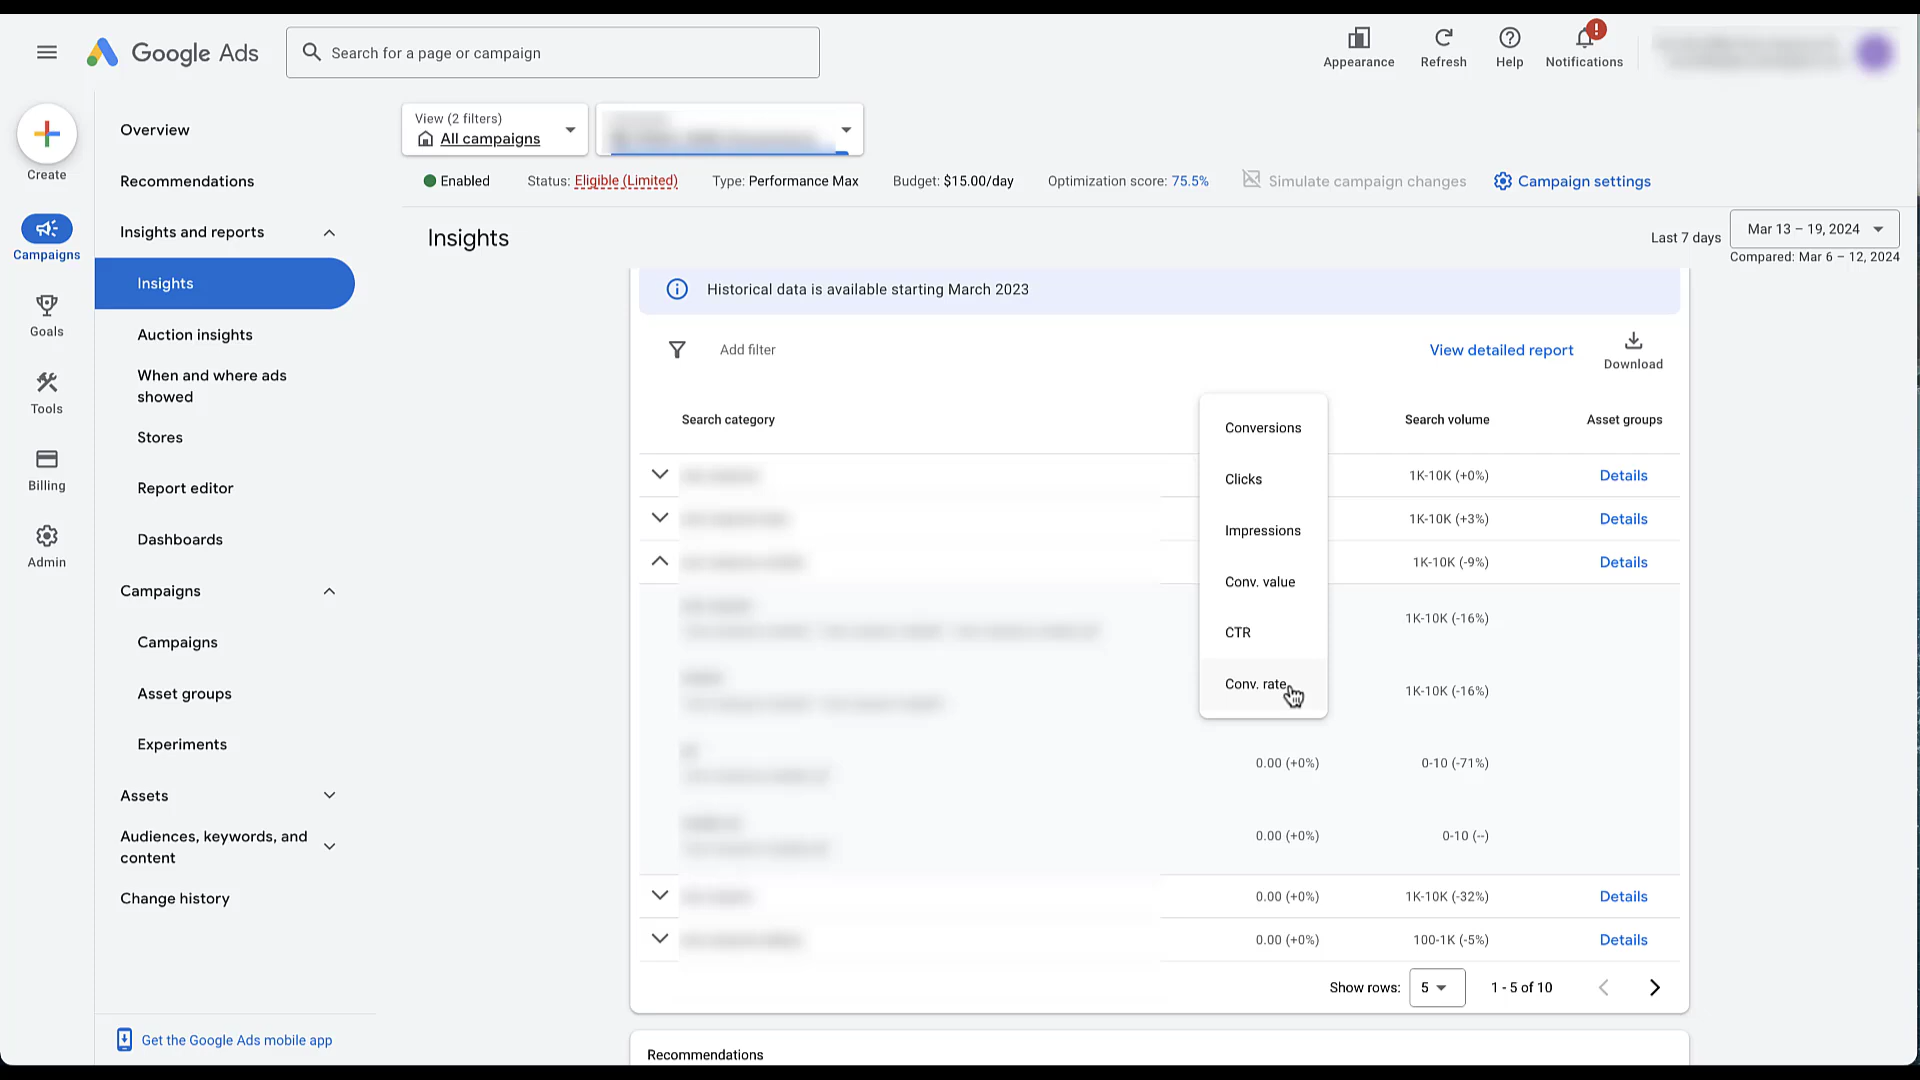 Google Ads
Search for a page or campaign
Appearance
Refresh
Help
!
Notifications
Create
Campaigns
Goals
Tools
Billing
Admin
Overview
Recommendations
Insights and reports
Insights
Auction insights
When and where ads
showed
Stores
Report editor
Dashboards
Campaigns
Campaigns
Asset groups
Experiments
Assets
Audiences, keywords, and
content
Change history
Get the Google Ads mobile app
View (2 filters)
All campaigns
Enabled
Status: Eligible (Limited)
Type: Performance Max
Budget: $15.00/day
Optimization score: 75.5%
Simulate campaign changes
Campaign settings
Insights
Last 7 days
Mar 13 – 19, 2024
Compared: Mar 6 – 12, 2024
Historical data is available starting March 2023
Add filter
View detailed report
Download
Search category
Search volume
Asset groups
Conversions
Clicks
Impressions
Conv. value
CTR
Conv. rate
1K-10K (+0%) Details
1K-10K (+3%) Details
1K-10K (-9%) Details
1K-10K (-16%)
1K-10K (-16%)
0.00 (+0%) 0-10 (-71%)
0.00 (+0%) 0-10 (--)
0.00 (+0%) 1K-10K (-32%) Details
0.00 (+0%) 100-1K (-5%) Details
Show rows: 5 1 - 5 of 10
Recommendations